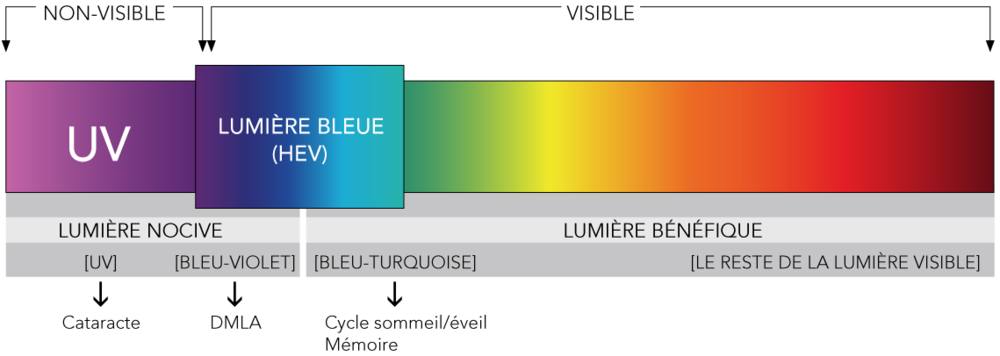 NON-VISIBLE
VISIBLE
UV
LUMIÈRE BLEUE
(HEV)
LUMIÈRE NOCIVE
LUMIÈRE BÉNÉFIQUE
[UV]
[BLEU-VIOLET]
[BLEU-TURQUOISE]
[LE RESTE DE LA LUMIÈRE VISIBLE]
Cataracte
DMLA
Cycle sommeil/éveil
Mémoire